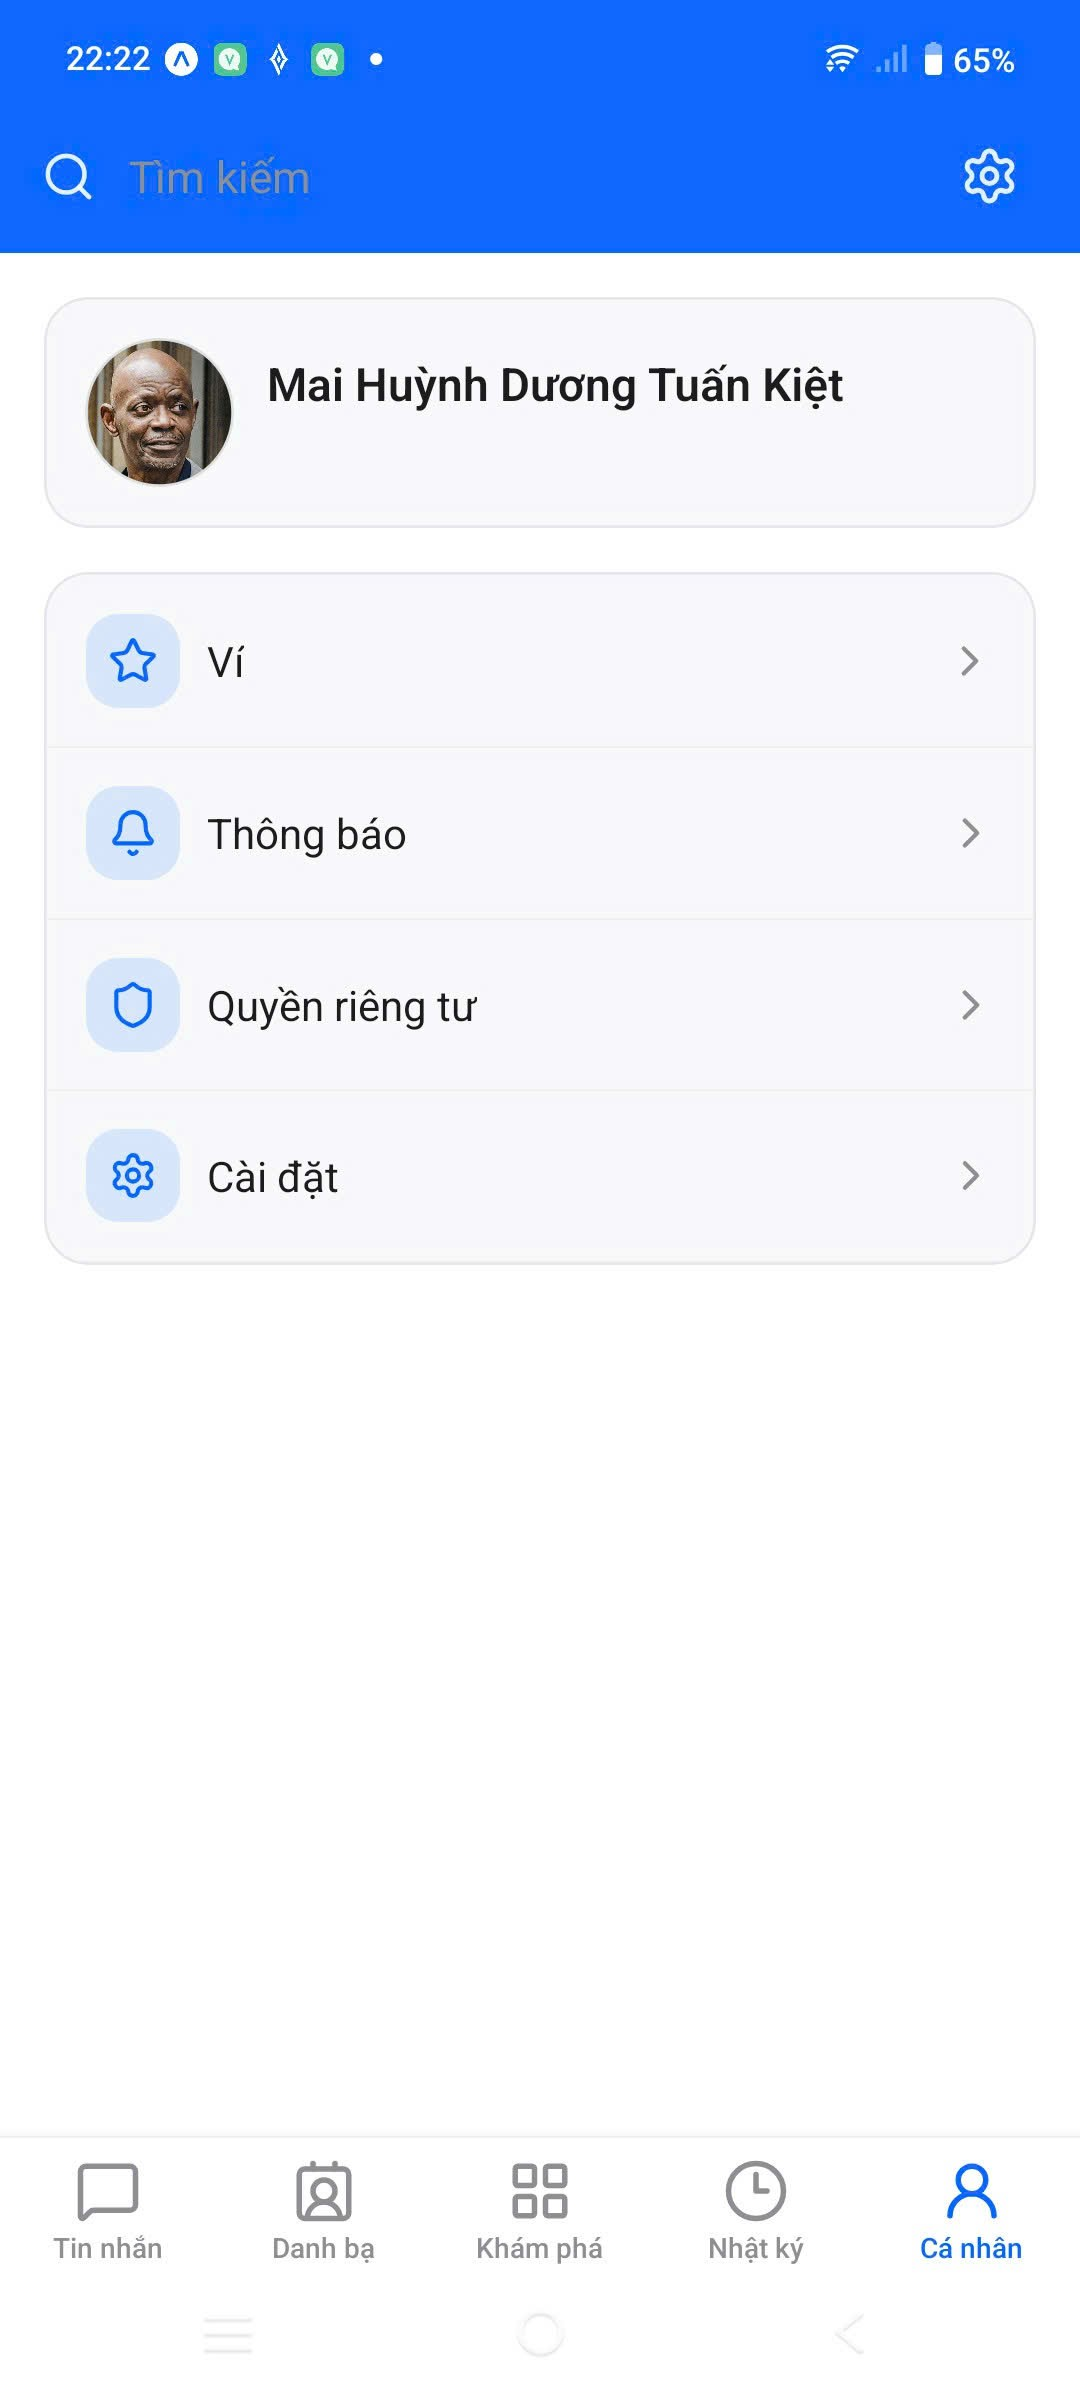 22:22
65%
Tìm kiếm
Mai Huỳnh Dương Tuấn Kiệt
Ví
Thông báo
Quyền riêng tư
Cài đặt
Tin nhắn
Danh bạ
Khám phá
Nhật ký
Cá nhân